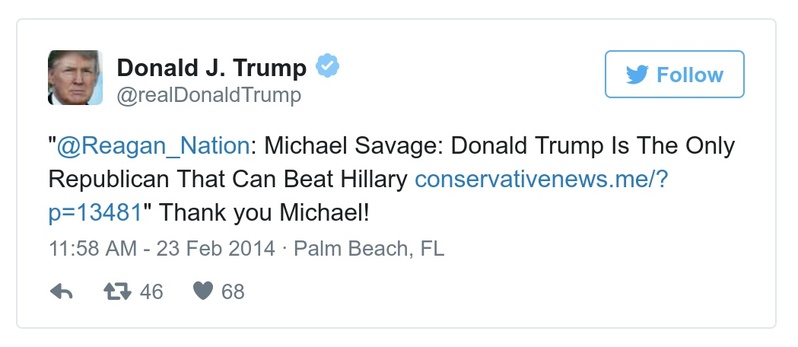 Donald J. Trump
@realDonaldTrump
Follow
"@Reagan_Nation: Michael Savage: Donald Trump Is The Only
Republican That Can Beat Hillary conservativenews.me/?
p=13481" Thank you Michael!
11:58 AM - 23 Feb 2014 · Palm Beach, FL
46
68